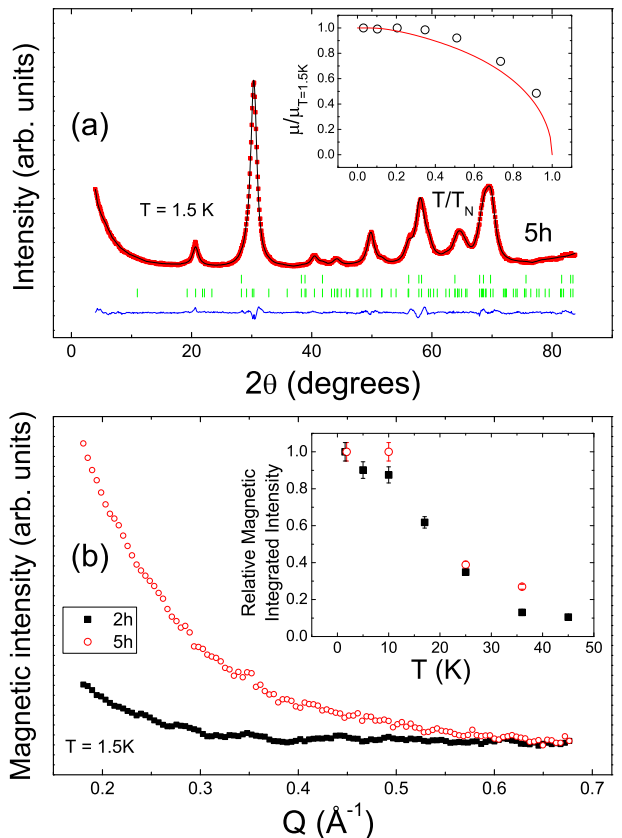 (a)
Intensity (arb. units)
T = 1.5 K
5h
μ/μT=1.5K
1.0
0.8
0.6
0.4
0.2
0.0
0.0 0.2 0.4 0.6 0.8 1.0
T/TN
0 20 40 60 80
2θ (degrees)
(b)
Magnetic intensity (arb. units)
2h
5h
T = 1.5K
Relative Magnetic
Integrated Intensity
1.0
0.8
0.6
0.4
0.2
0.0
0 10 20 30 40 50
T (K)
0.2 0.3 0.4 0.5 0.6 0.7
Q (Å-1)